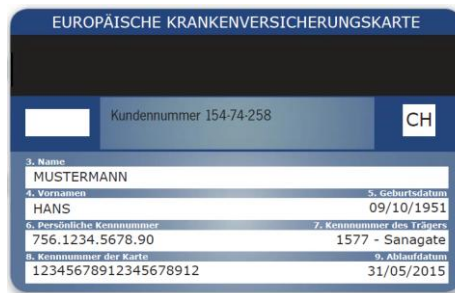 EUROPÄISCHE KRANKENVERSICHERUNGSKARTE
Kundennummer 154-74-258
CH
3. Name
MUSTERMANN
4. Vornamen 5. Geburtsdatum
HANS 09/10/1951
6. Persönliche Kennnummer 7. Kennnummer des Trägers
756.1234.5678.90 1577 - Sanagate
8. Kennnummer der Karte 9. Ablaufdatum
12345678912345678912 31/05/2015